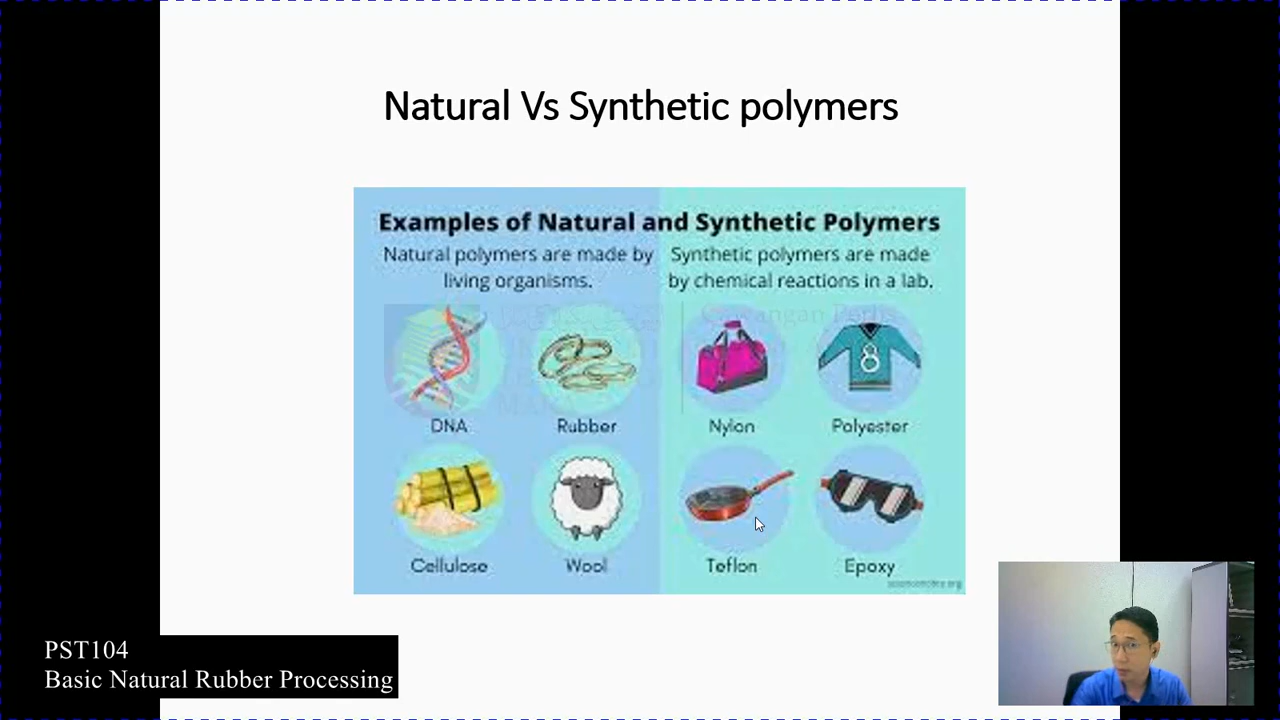 Natural Vs Synthetic polymers
Examples of Natural and Synthetic Polymers
Natural polymers are made by
living organisms.
Synthetic polymers are made
by chemical reactions in a lab.
DNA
Rubber
Nylon
Polyester
8
Cellulose
Wool
Teflon
Epoxy
PST104
Basic Natural Rubber Processing